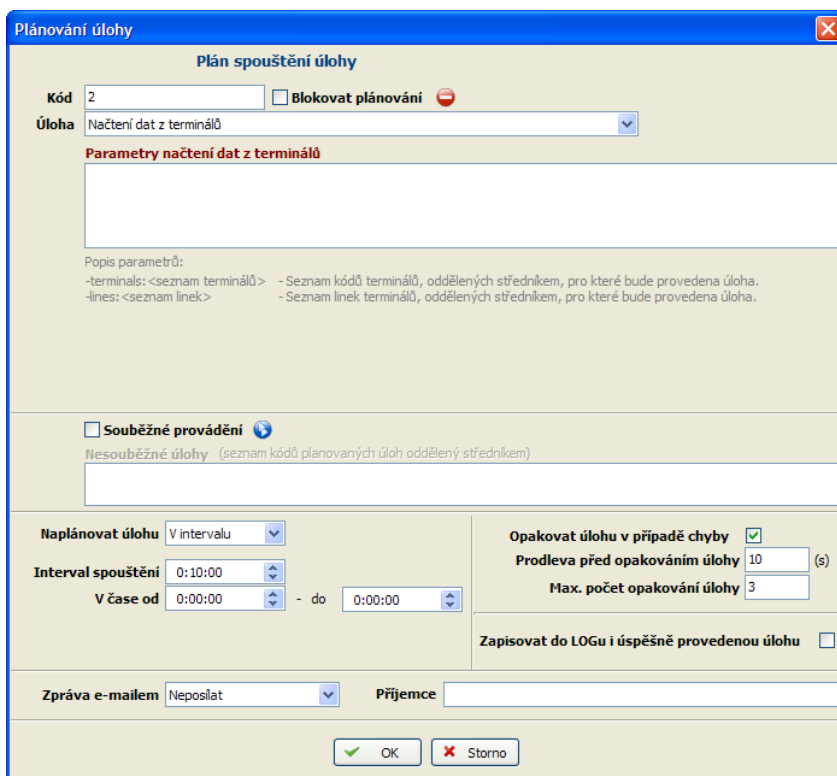 Plánování úlohy
Plán spouštění úlohy
Kód 2 Blokovat plánování
Úloha Načtení dat z terminálů
Parametry načtení dat z terminálů
Popis parametrů:
-terminals:<seznam terminálů> - Seznam kódů terminálů, oddělených středníkem, pro které bude provedena úloha.
-lines:<seznam linek> - Seznam linek terminálů, oddělených středníkem, pro které bude provedena úloha.
Souběžné provádění
Nesouběžné úlohy (seznam kódů planovaných úloh oddělený středníkem)
Naplánovat úlohu V intervalu
Interval spouštění 0:10:00
V čase od 0:00:00 - do 0:00:00
Opakovat úlohu v případě chyby
Prodleva před opakováním úlohy 10 (s)
Max. počet opakování úlohy 3
Zapisovat do LOGu i úspěšně provedenou úlohu
Zpráva e-mailem Neposílat Příjemce
OK Storno